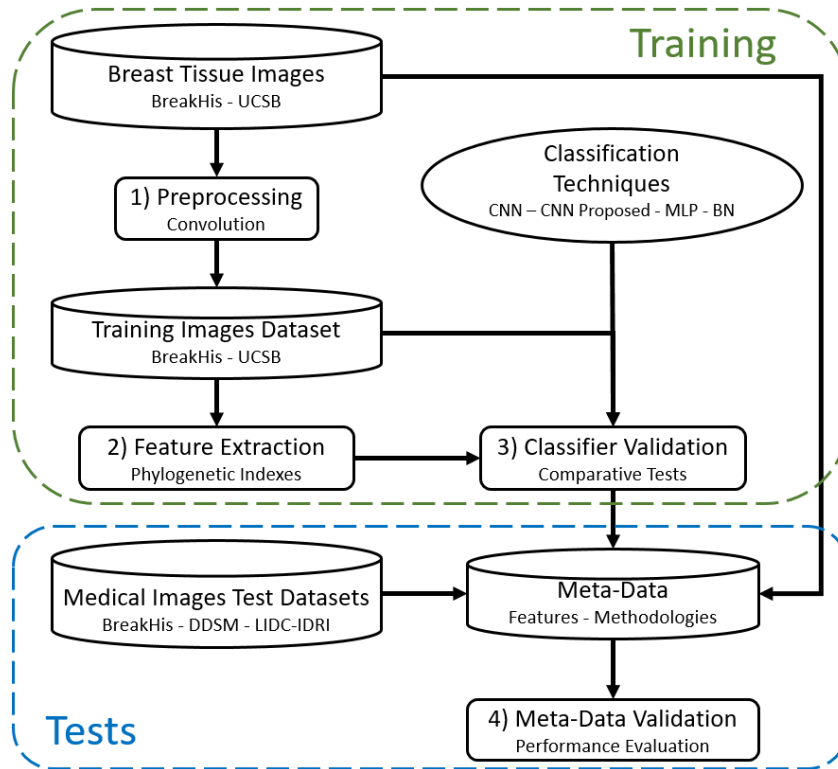 Training
Breast Tissue Images
BreakHis - UCSB
1) Preprocessing
Convolution
Classification
Techniques
CNN – CNN Proposed - MLP - BN
Training Images Dataset
BreakHis - UCSB
2) Feature Extraction
Phylogenetic Indexes
3) Classifier Validation
Comparative Tests
Medical Images Test Datasets
BreakHis - DDSM - LIDC-IDRI
Meta-Data
Features - Methodologies
4) Meta-Data Validation
Performance Evaluation
Tests